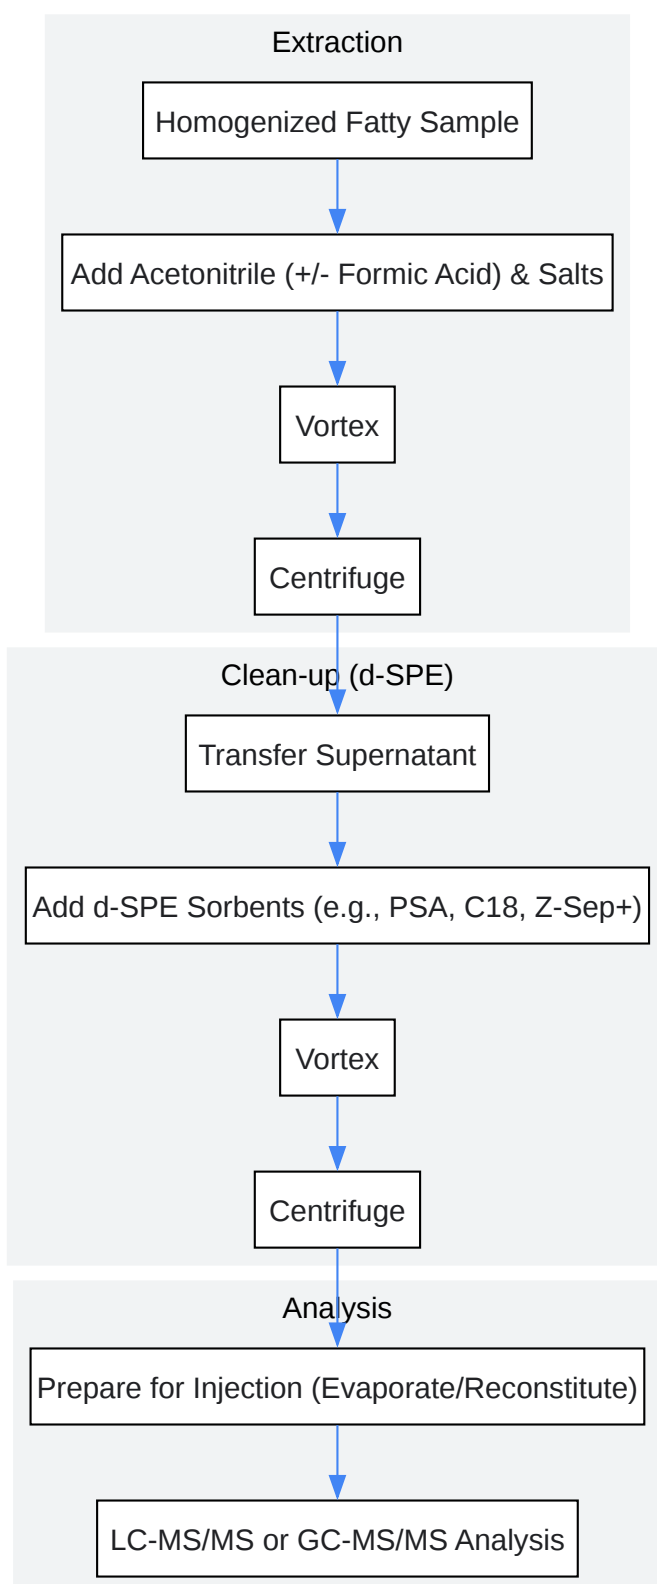 Extraction
Homogenized Fatty Sample
Add Acetonitrile (+/- Formic Acid) & Salts
Vortex
Centrifuge
Clean-up (d-SPE)
Transfer Supernatant
Add d-SPE Sorbents (e.g., PSA, C18, Z-Sep+)
Vortex
Centrifuge
Analysis
Prepare for Injection (Evaporate/Reconstitute)
LC-MS/MS or GC-MS/MS Analysis